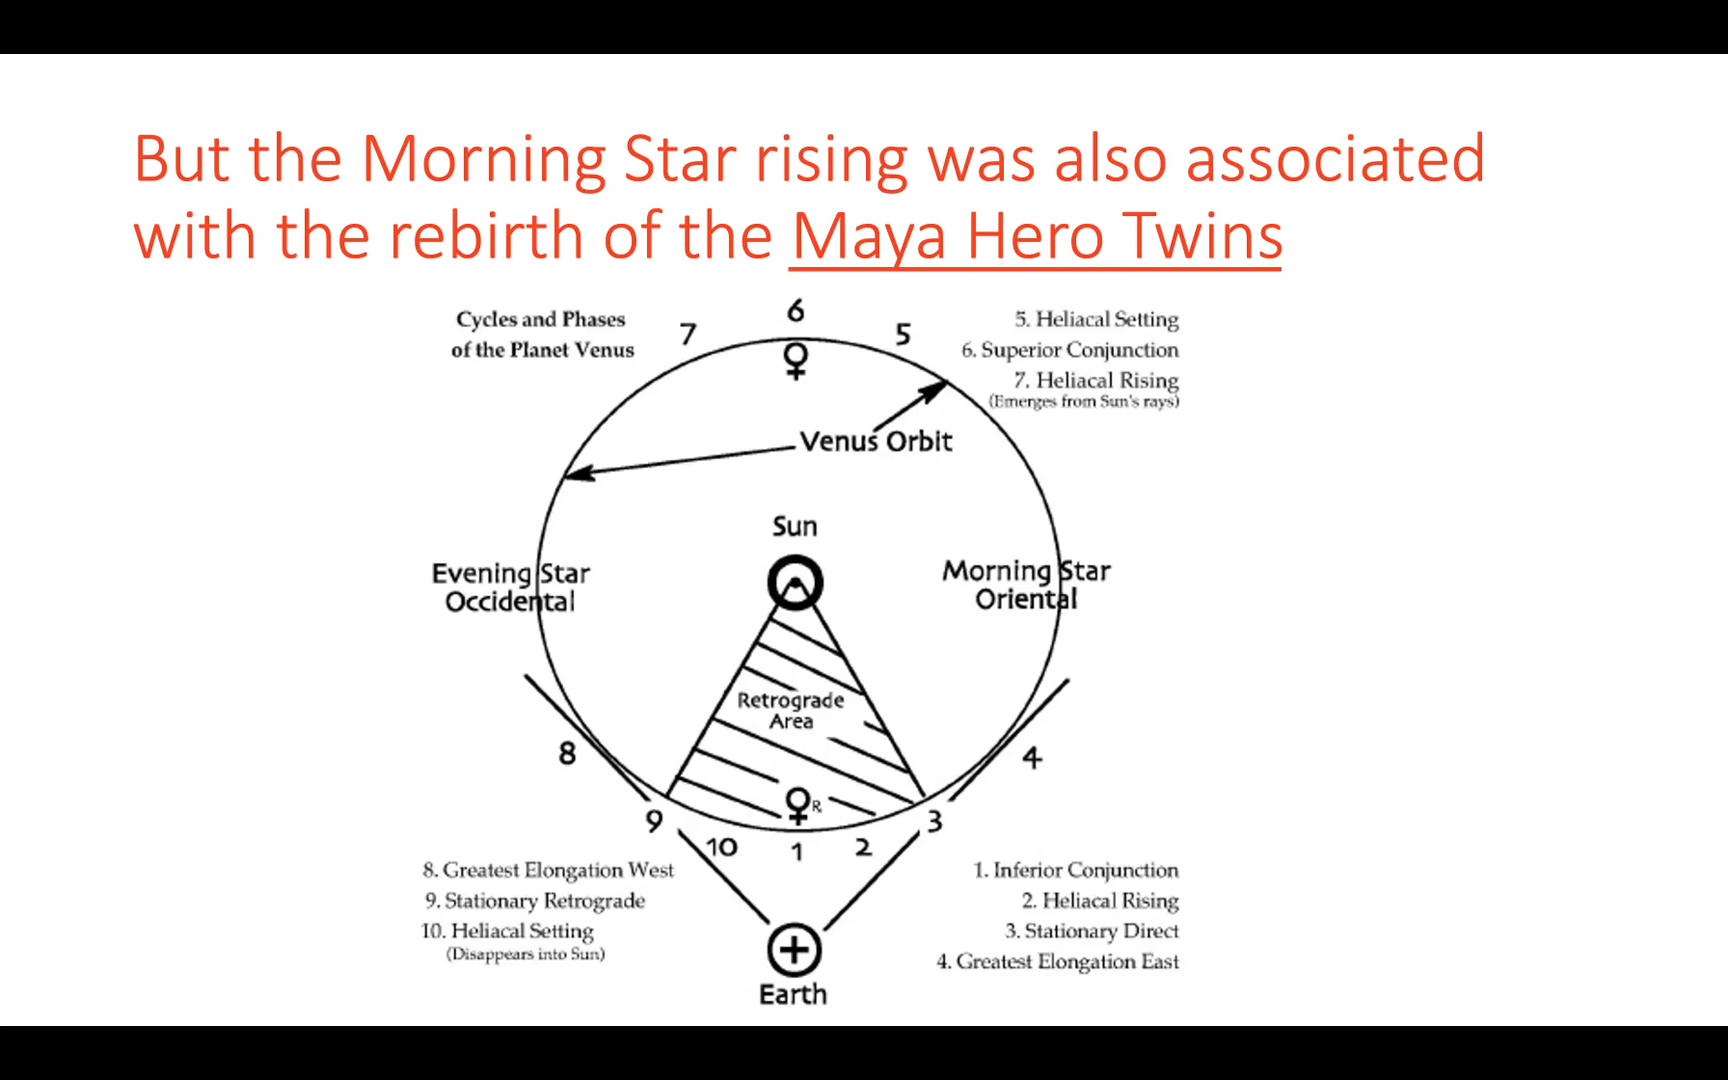 But the Morning Star rising was also associated
with the rebirth of the Maya Hero Twins
Cycles and Phases
of the Planet Venus
7
6
5
5. Heliacal Setting
6. Superior Conjunction
7. Heliacal Rising
(Emerges from Sun's rays)
♀
Venus Orbit
Sun
Evening Star
Occidental
Morning Star
Oriental
Retrograde
Area
8
4
♀R
9
10
1
2
3
8. Greatest Elongation West
9. Stationary Retrograde
10. Heliacal Setting
(Disappears into Sun)
1. Inferior Conjunction
2. Heliacal Rising
3. Stationary Direct
4. Greatest Elongation East
Earth